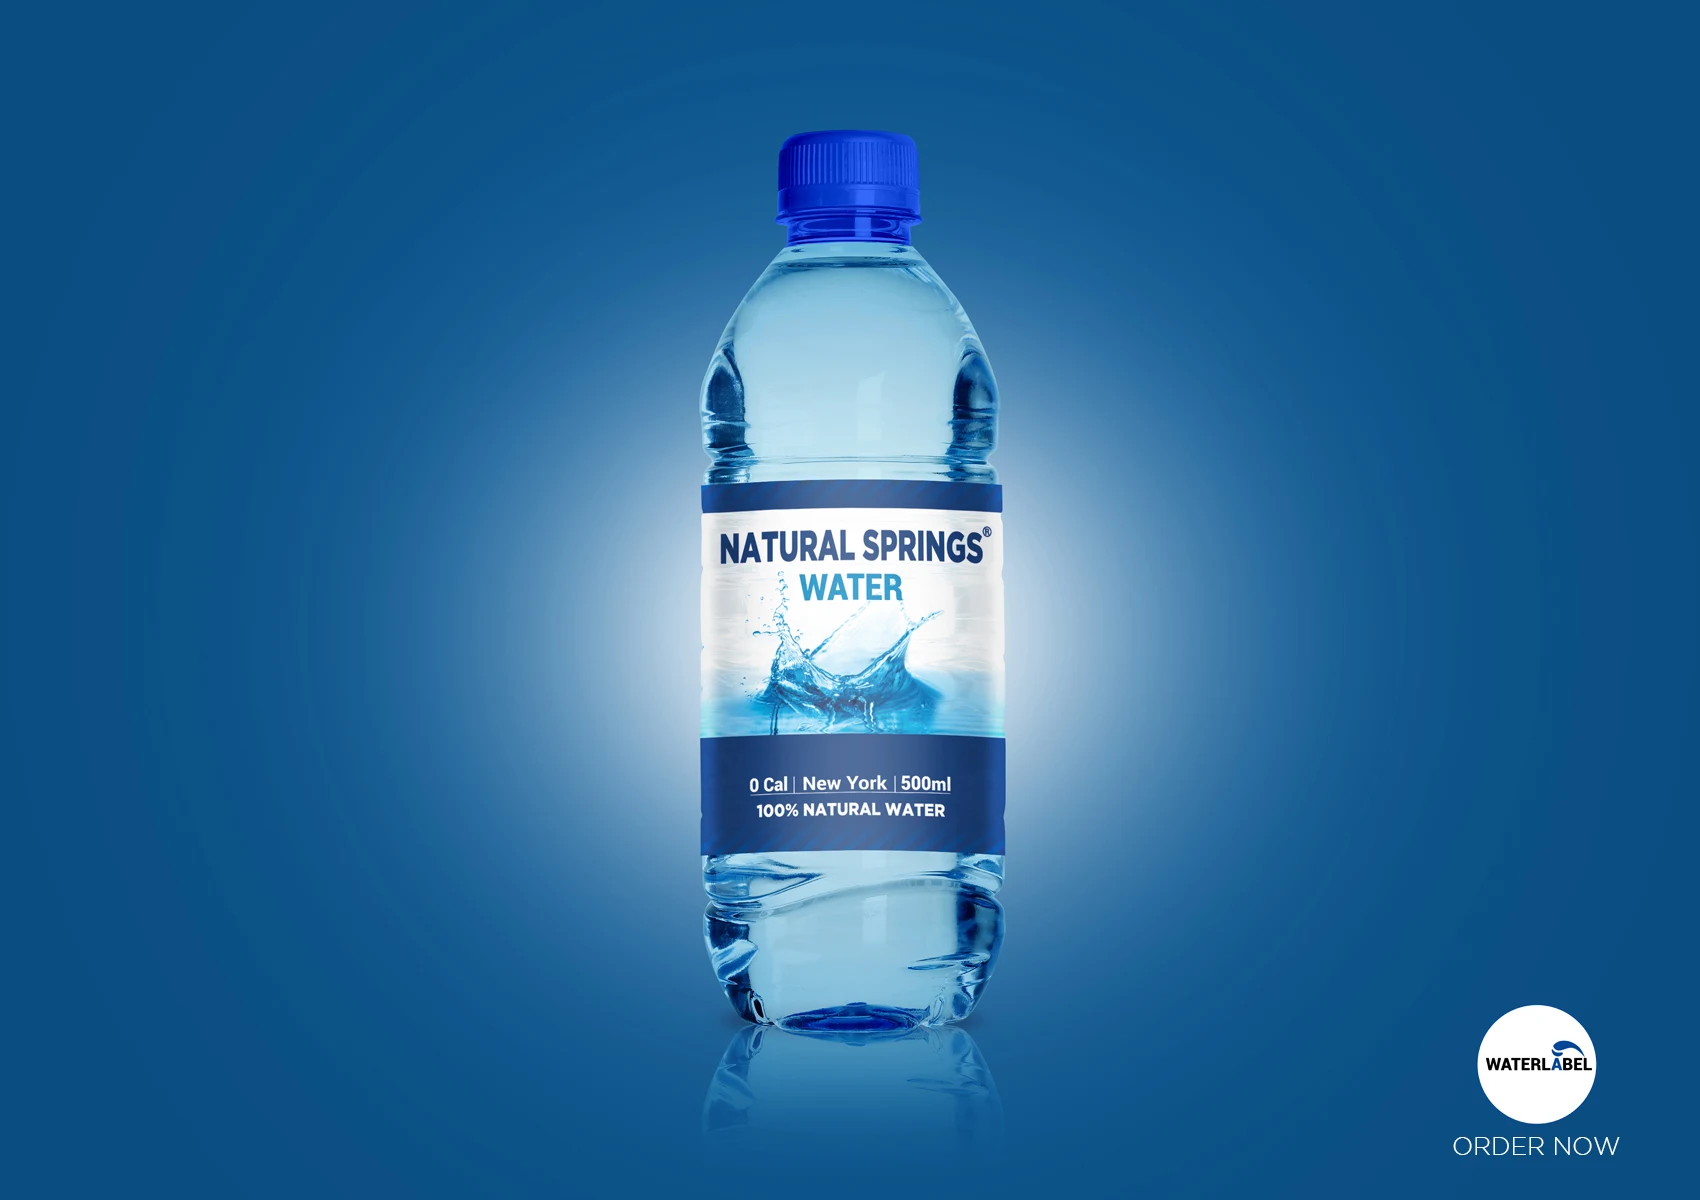 NATURAL SPRINGS®
WATER
0 Cal | New York | 500ml
100% NATURAL WATER
WATERLABEL
ORDER NOW